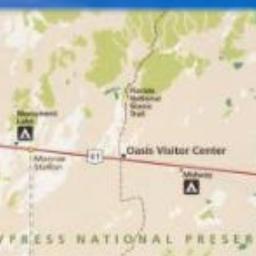 Florida
National
Scenic
Trail
Monument
Lake
Oasis Visitor Center
41
Monroe
Station
Midway
YPRESS NATIONAL PRESER